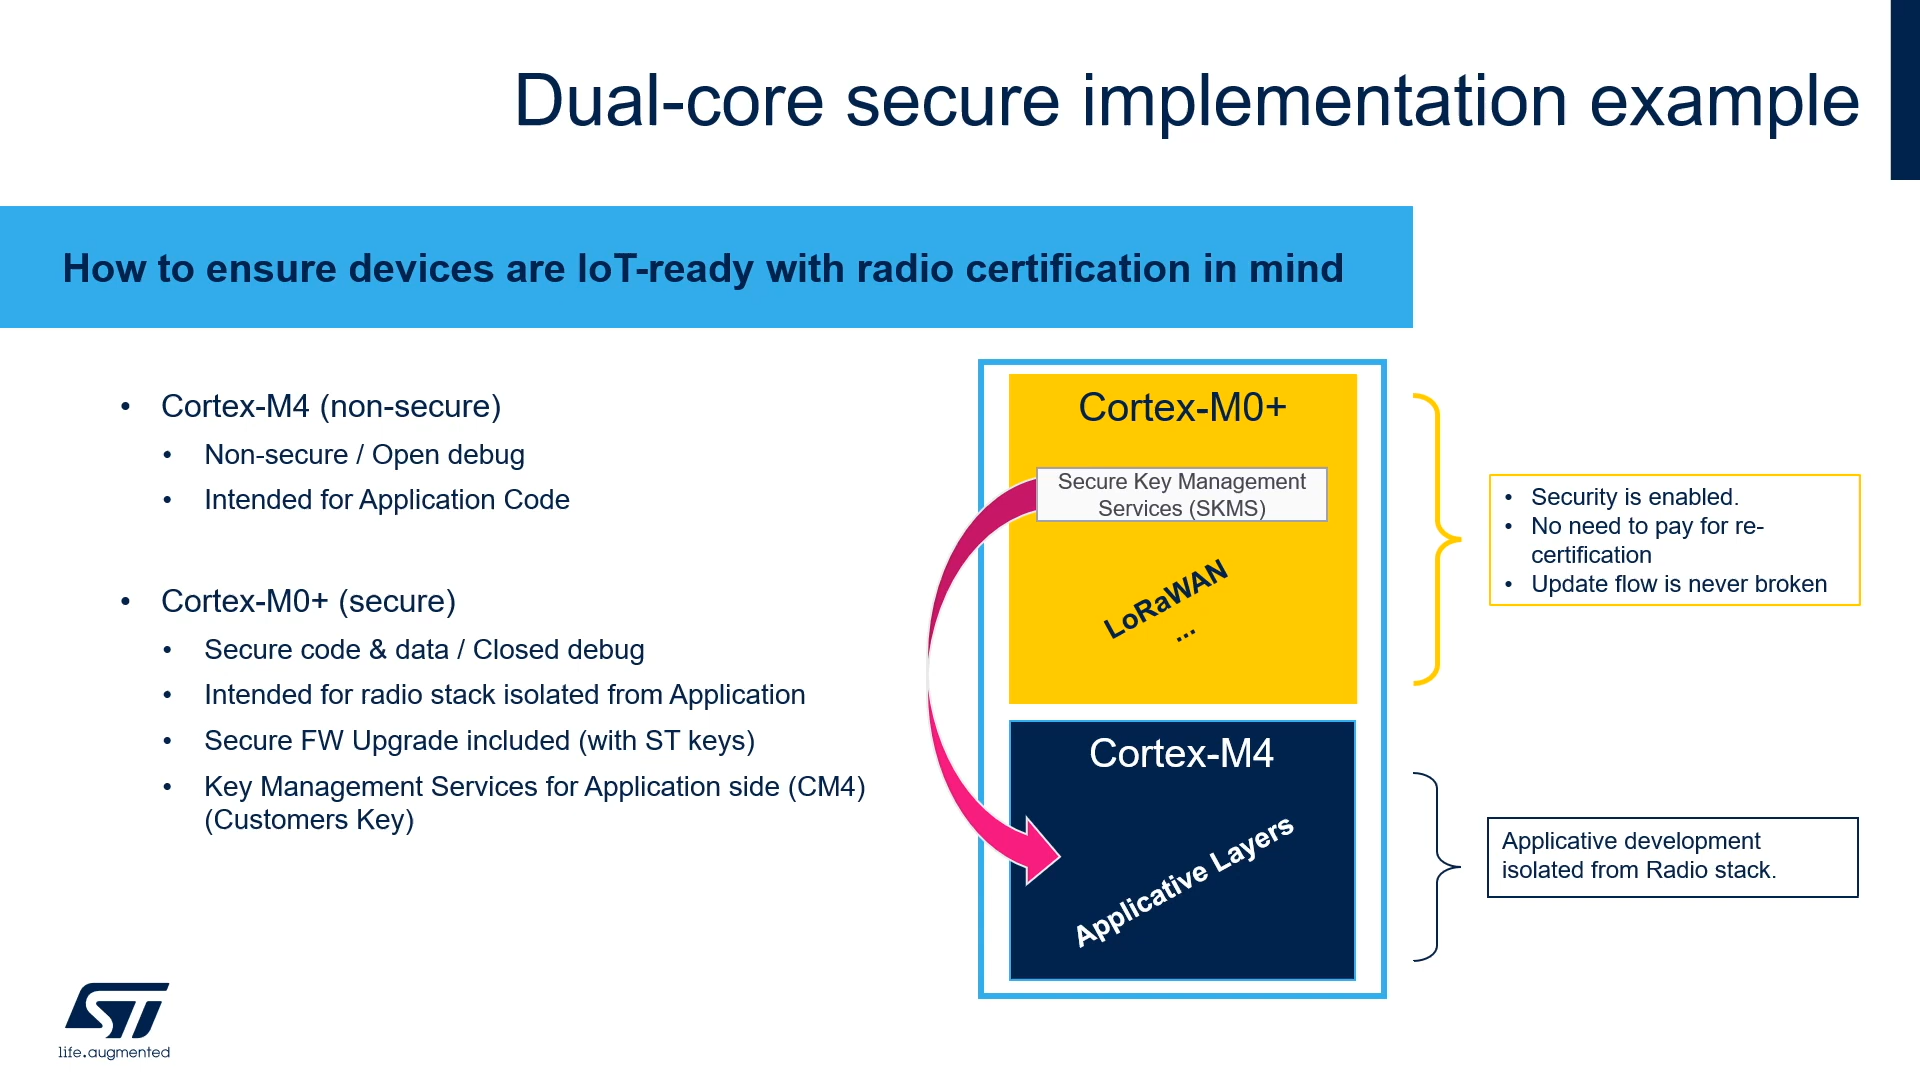 Dual-core secure implementation example
How to ensure devices are IoT-ready with radio certification in mind
• Cortex-M4 (non-secure)
• Non-secure / Open debug
• Intended for Application Code
• Cortex-M0+ (secure)
• Secure code & data / Closed debug
• Intended for radio stack isolated from Application
• Secure FW Upgrade included (with ST keys)
• Key Management Services for Application side (CM4)
(Customers Key)
Cortex-M0+
Secure Key Management
Services (SKMS)
LoRaWAN
...
Cortex-M4
Applicative Layers
• Security is enabled.
• No need to pay for re-
certification
• Update flow is never broken
Applicative development
isolated from Radio stack.
ST
life.augmented